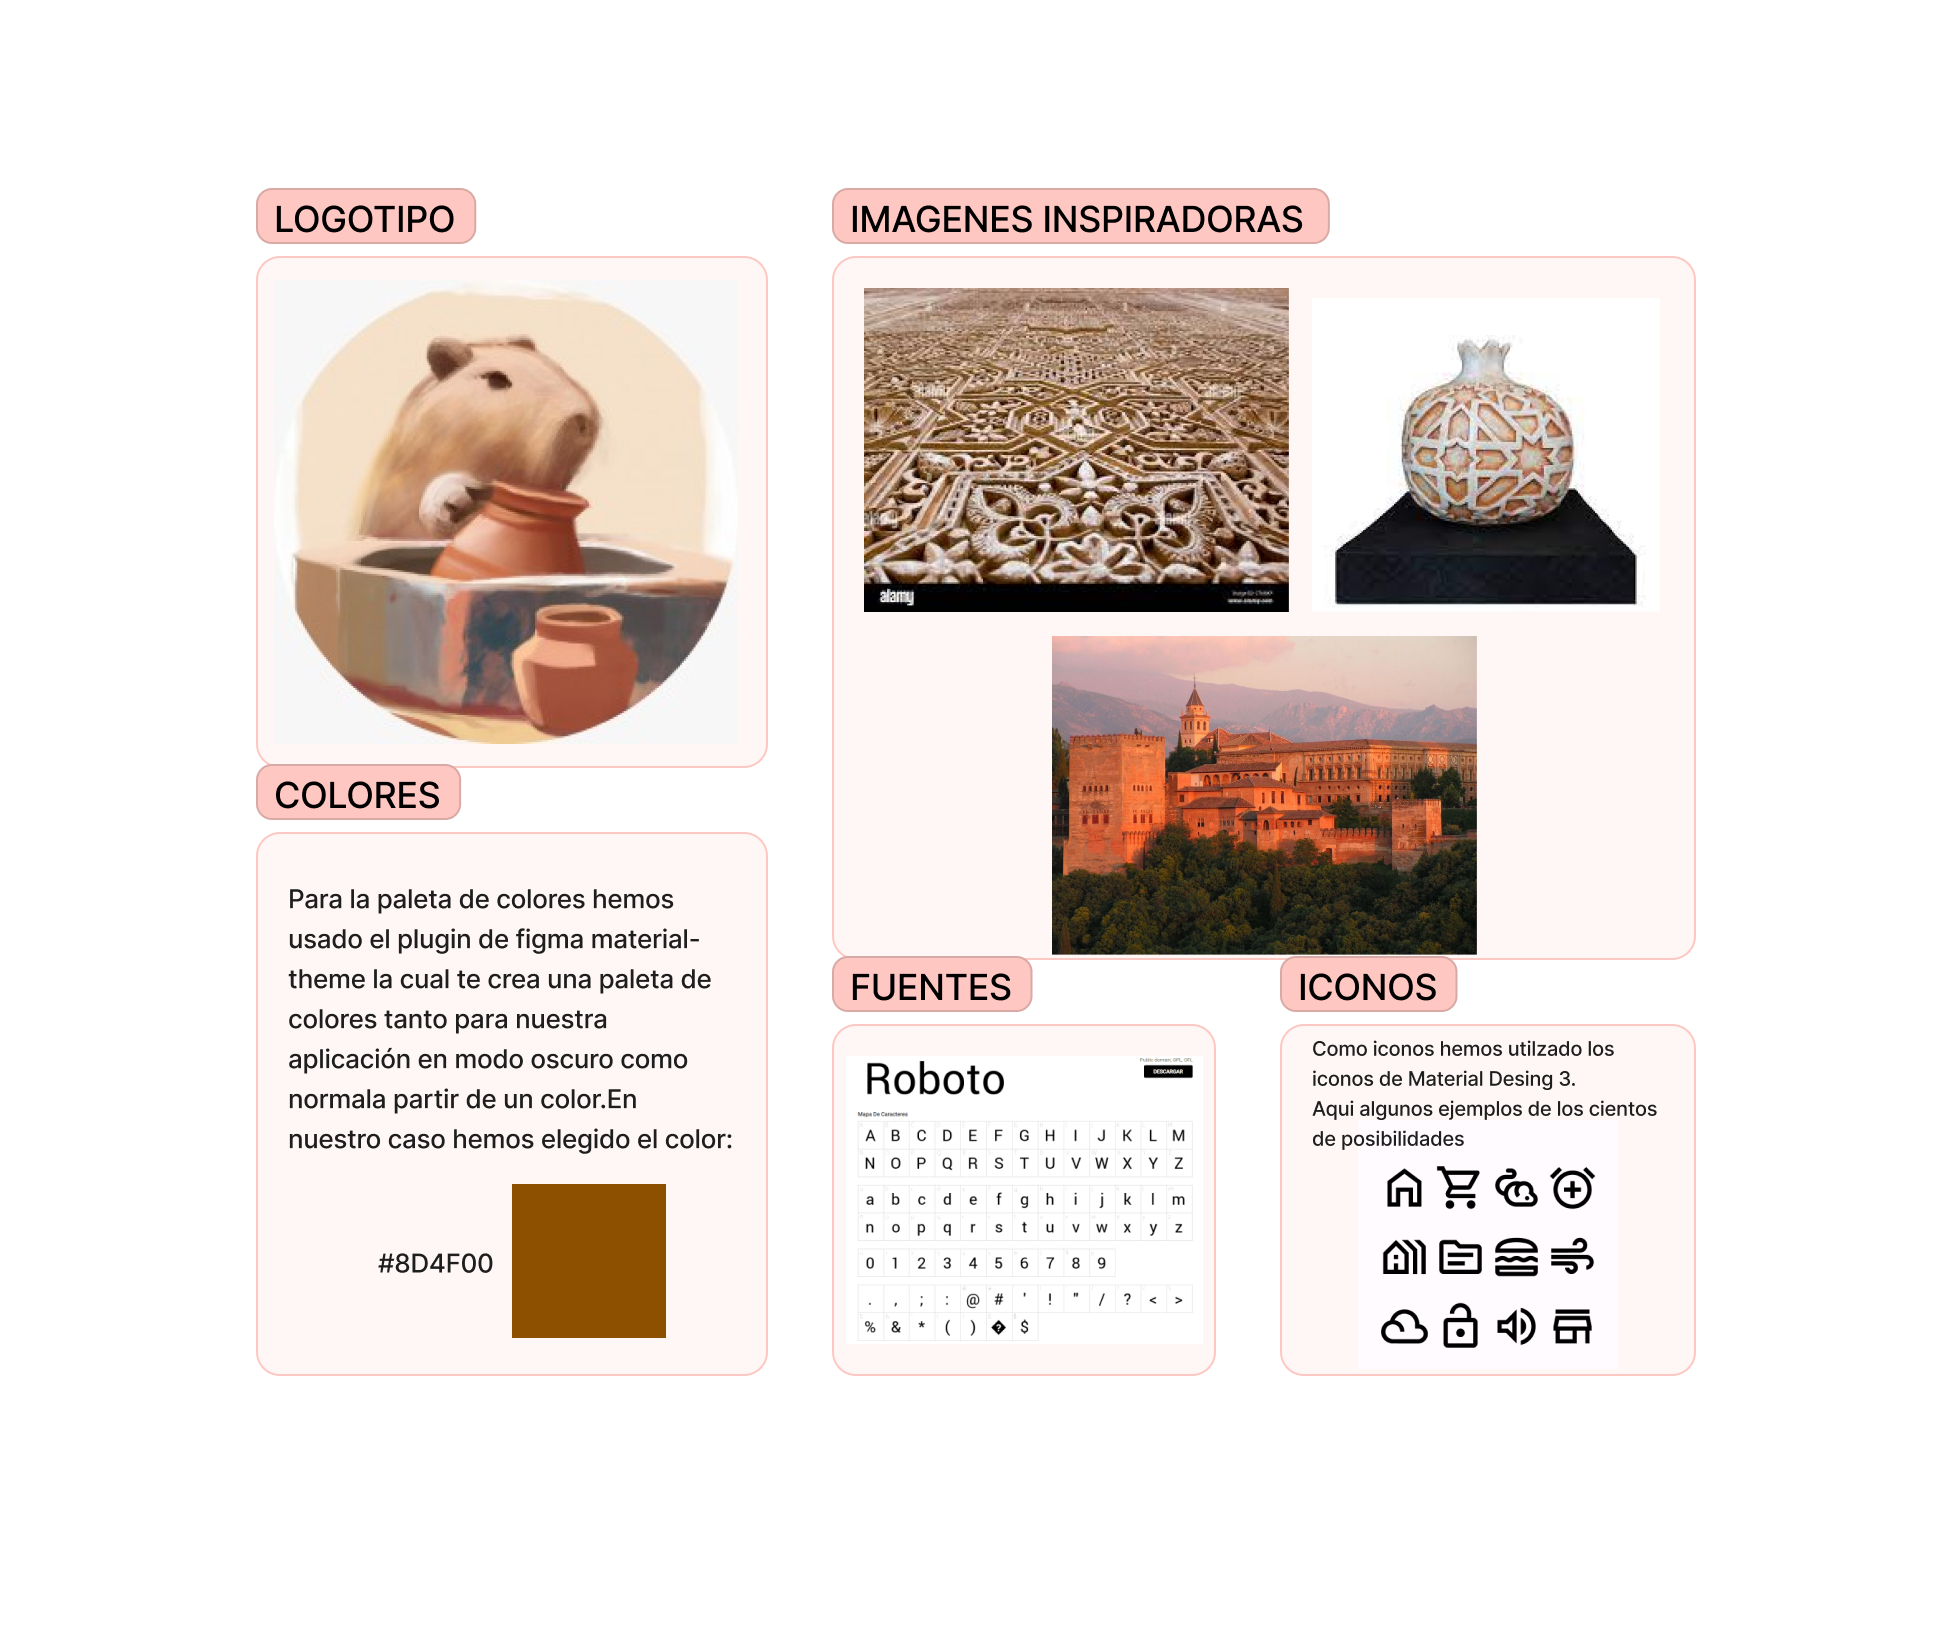 LOGOTIPO
COLORES
Para la paleta de colores hemos
usado el plugin de figma material-
theme la cual te crea una paleta de
colores tanto para nuestra
aplicación en modo oscuro como
normala partir de un color.En
nuestro caso hemos elegido el color:
#8D4F00
IMAGENES INSPIRADORAS
alamy
www.alamy.com
FUENTES
Roboto
Public domain, GPL, OFL
DESCARGAR
Mapa De Caracteres
A B C D E F G H I J K L M
N O P Q R S T U V W X Y Z
a b c d e f g h i j k l m
n o p q r s t u v w x y z
0 1 2 3 4 5 6 7 8 9
. , ; : @ # ' ! " / ? < >
% & * ( ) � $
ICONOS
Como iconos hemos utilzado los
iconos de Material Desing 3.
Aqui algunos ejemplos de los cientos
de posibilidades